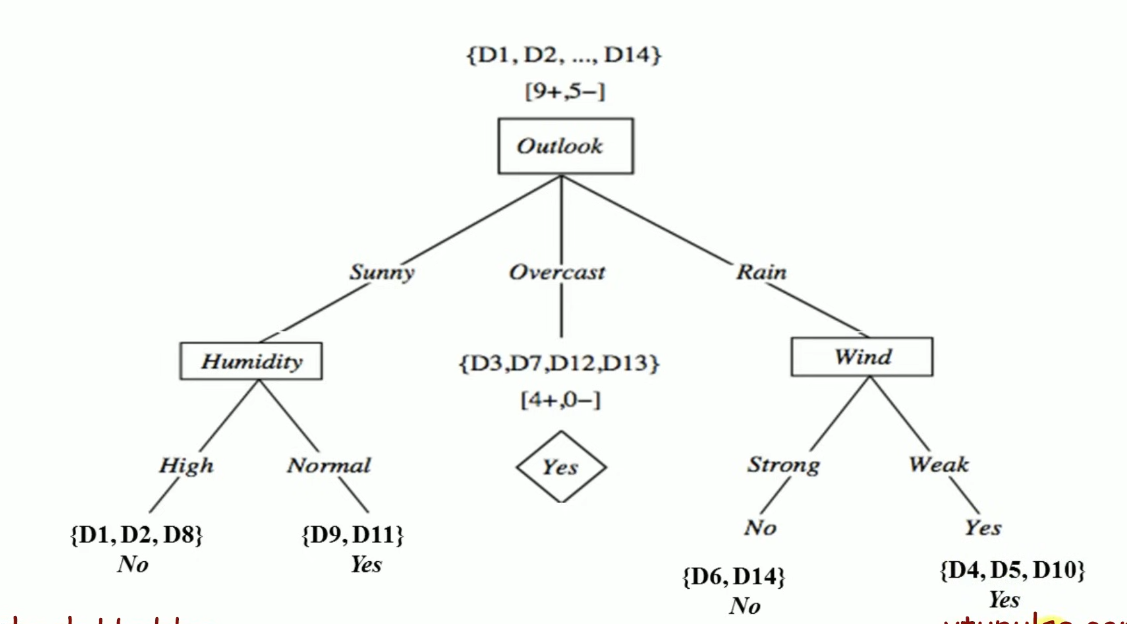 {D1, D2, ..., D14}
[9+,5−]
Outlook
Sunny
Overcast
Rain
Humidity
{D3,D7,D12,D13}
[4+,0−]
Wind
High
Normal
Yes
Strong
Weak
{D1, D2, D8}
No
{D9, D11}
Yes
No
Yes
{D6, D14}
No
{D4, D5, D10}
Yes